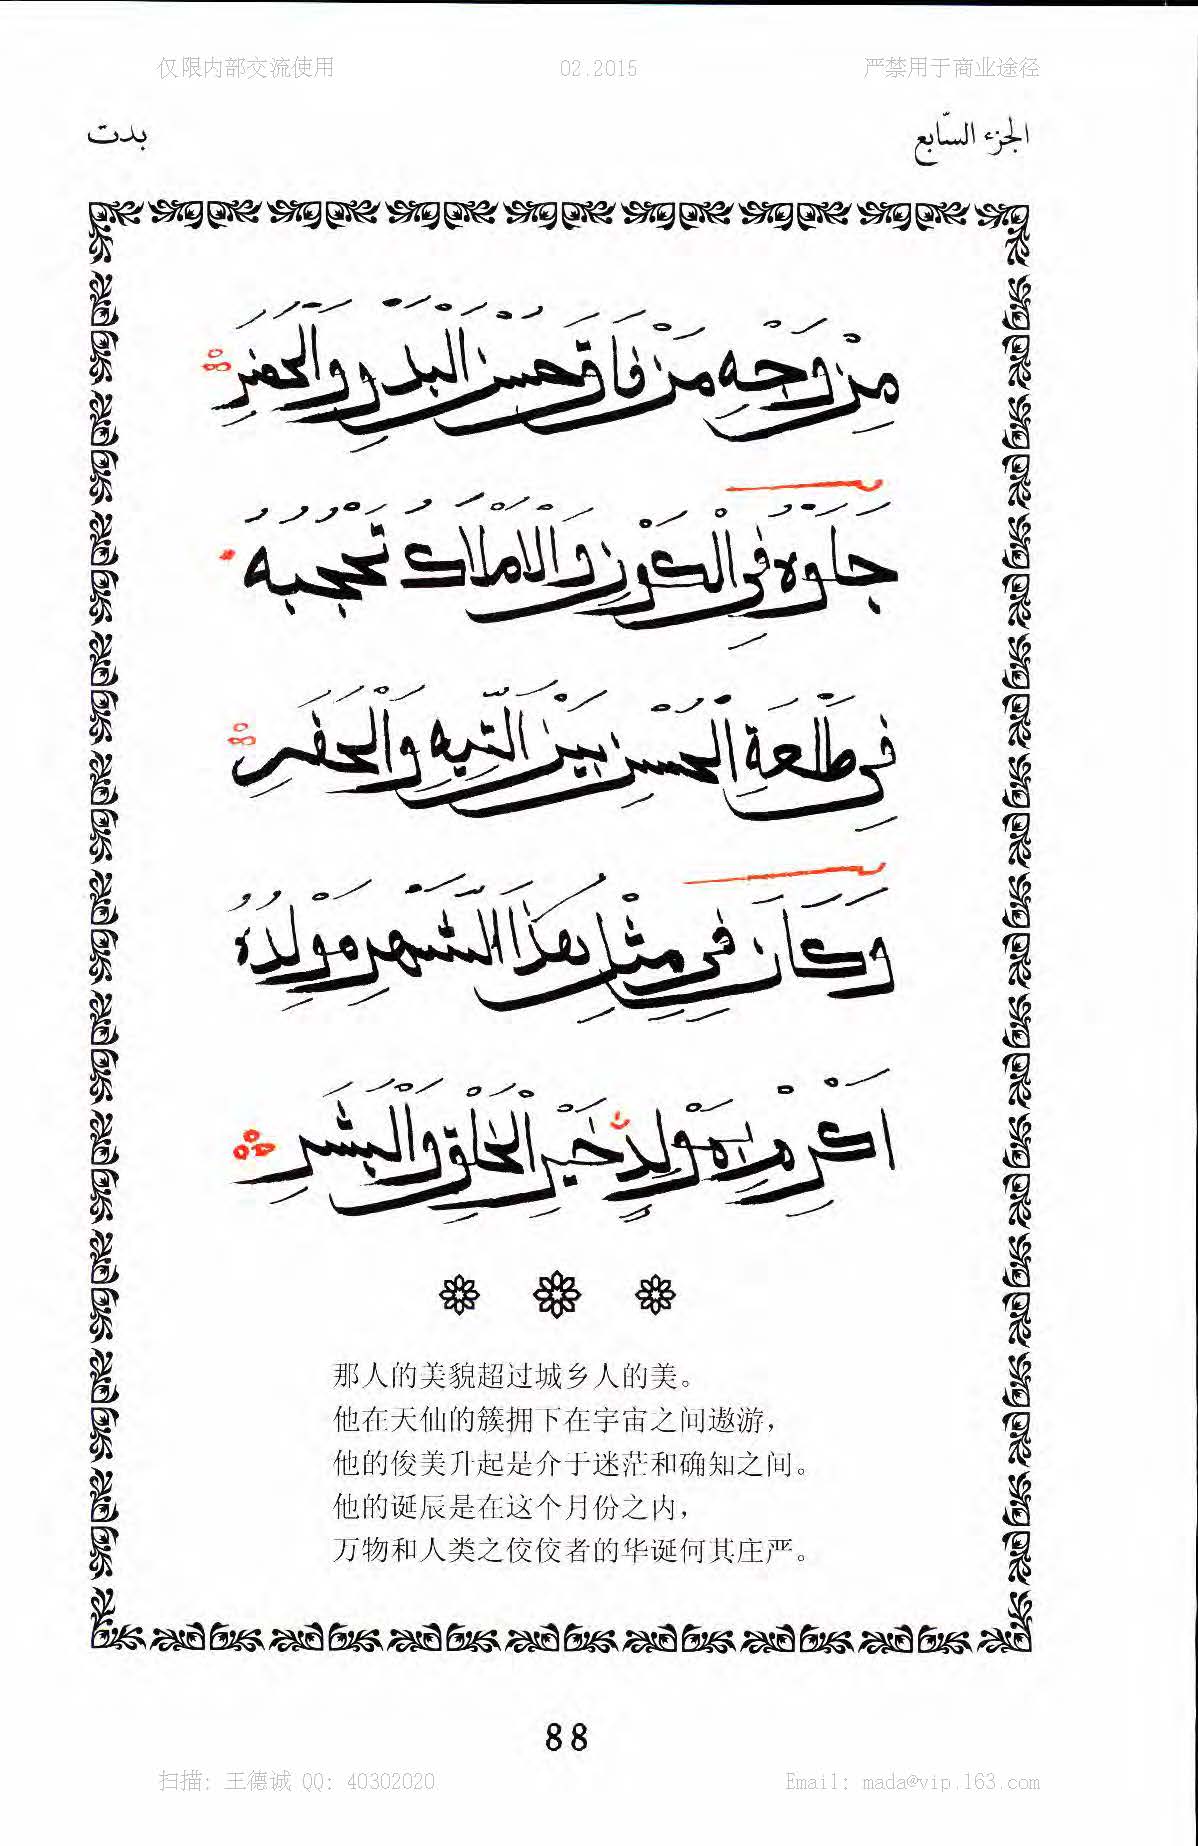 仅限内部交流使用 02.2015 严禁用于商业途径
الجزء السّابع بدت
مِنْ وَجْهِ مَنْ فَاقَ حُسْنَ الْبَدْوِ وَالْحَضَرِ
جَلَوْهُ فِي الْكَوْنِ وَالْاَمْلَاكُ تَحْجُبُهُ
فِي طَلْعَةِ الْحُسْنِ بَيْنَ التِّيهِ وَالْخَفَرِ
وَكَانَ فِي مِثْلِ هٰذَا الشَّهْرِ مَوْلِدُهُ
اَكْرِمْ بِمَوْلِدِ خَيْرِ الْخَلْقِ وَالْبَشَرِ
那人的美貌超过城乡人的美。
他在天仙的簇拥下在宇宙之间遨游，
他的俊美升起是介于迷茫和确知之间。
他的诞辰是在这个月份之内，
万物和人类之佼佼者的华诞何其庄严。
88
扫描: 王德诚 QQ: 40302020 Email: mada@vip.163.com